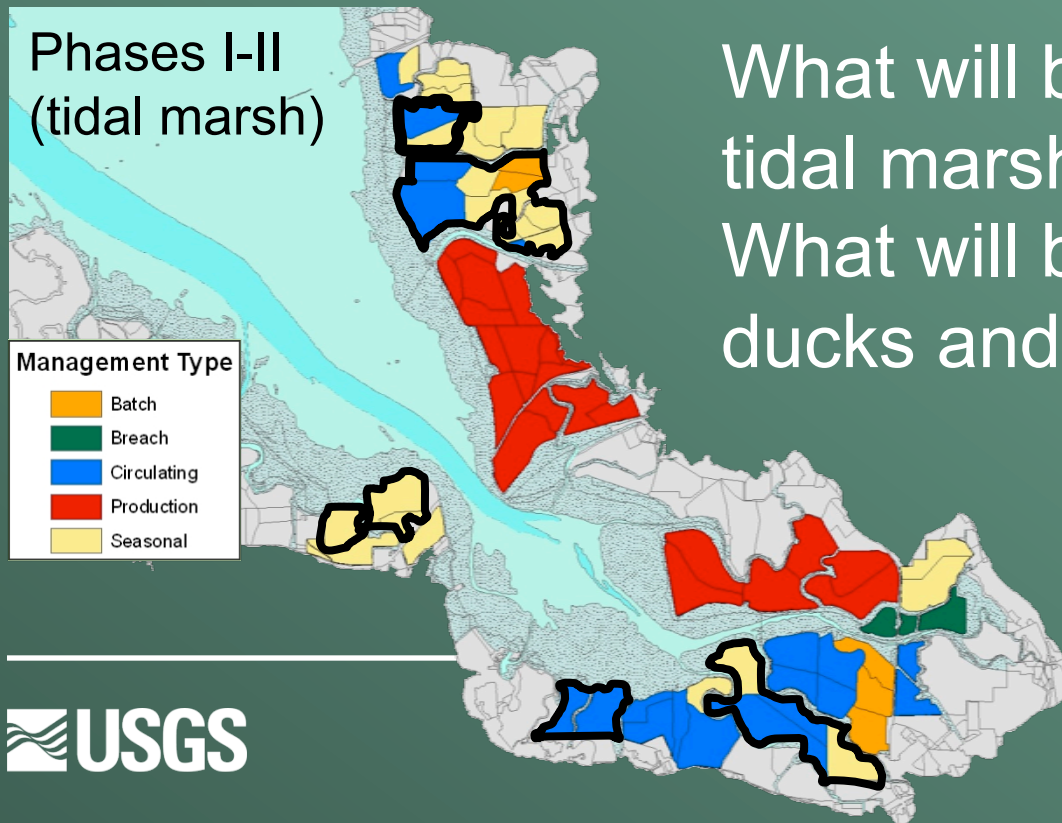 Phases I-II
(tidal marsh)
What will b
tidal marsh
What will b
ducks and
Management Type
Batch
Breach
Circulating
Production
Seasonal
USGS